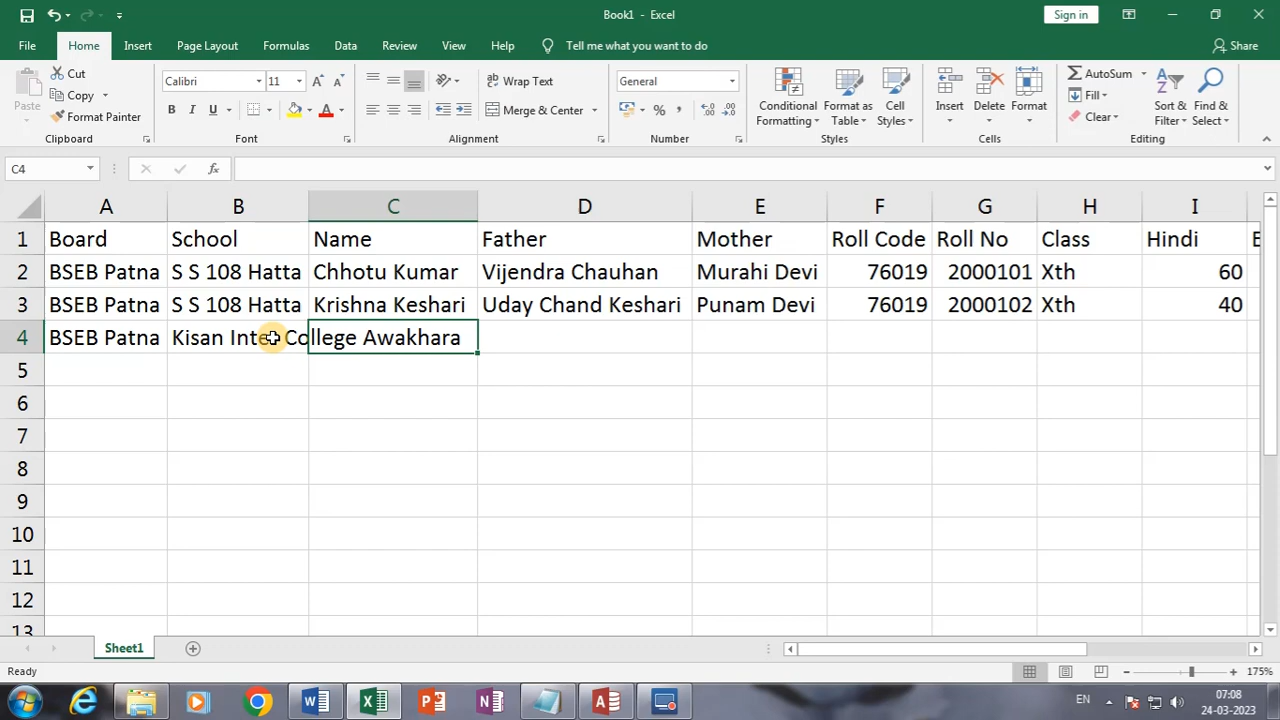 Book1 - Excel
Sign in
File Home Insert Page Layout Formulas Data Review View Help Tell me what you want to do Share
Paste Cut Copy Format Painter Clipboard
Calibri 11 B I U A Font
ab Wrap Text Merge & Center Alignment
General % , Number
Conditional Formatting Format as Table Cell Styles Styles
Insert Delete Format Cells
AutoSum Fill Clear Sort & Filter Find & Select Editing
C4 fx
A B C D E F G H I
1 Board School Name Father Mother Roll Code Roll No Class Hindi E
2 BSEB Patna S S 108 Hatta Chhotu Kumar Vijendra Chauhan Murahi Devi 76019 2000101 Xth 60
3 BSEB Patna S S 108 Hatta Krishna Keshari Uday Chand Keshari Punam Devi 76019 2000102 Xth 40
4 BSEB Patna Kisan Inter College Awakhara
5
6
7
8
9
10
11
12
13
Sheet1
Ready 175%
EN 07:08
24-03-2023